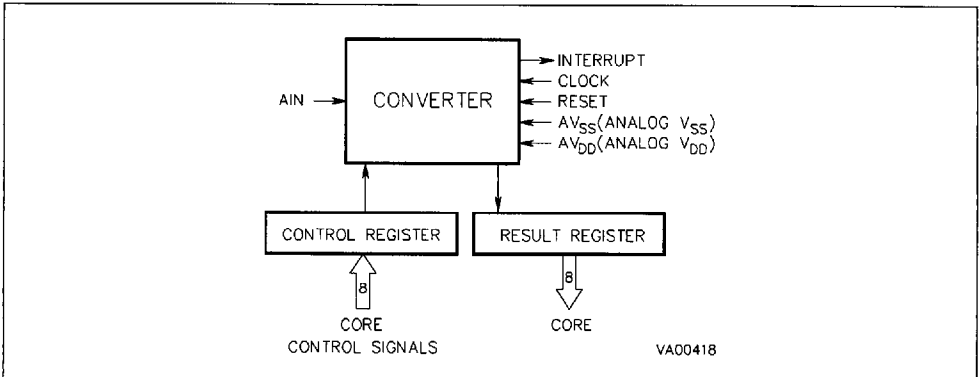 INTERRUPT
CLOCK
AIN
CONVERTER
RESET
AVSS(ANALOG VSS)
AVDD(ANALOG VDD)
CONTROL REGISTER
RESULT REGISTER
8
8
CORE
CONTROL SIGNALS
CORE
VA00418